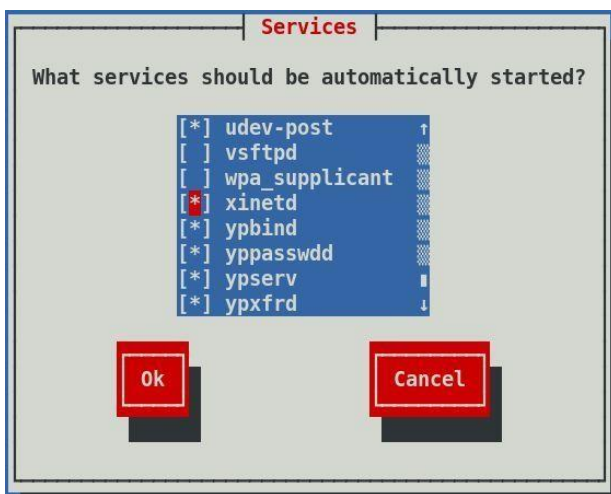 Services
What services should be automatically started?
[*] udev-post ↑
[ ] vsftpd
[ ] wpa_supplicant
[*] xinetd
[*] ypbind
[*] yppasswdd
[*] ypserv
[*] ypxfrd ↓
Ok Cancel